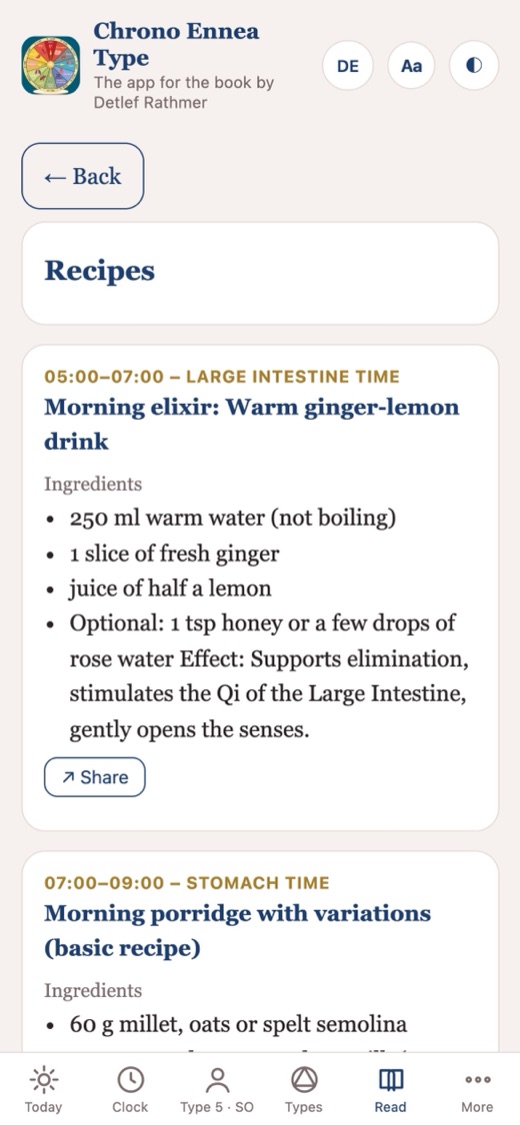 Chrono Ennea
Type
The app for the book by
Detlef Rathmer
DE
Aa
← Back
Recipes
05:00–07:00 – LARGE INTESTINE TIME
Morning elixir: Warm ginger-lemon
drink
Ingredients
• 250 ml warm water (not boiling)
• 1 slice of fresh ginger
• juice of half a lemon
• Optional: 1 tsp honey or a few drops of
rose water Effect: Supports elimination,
stimulates the Qi of the Large Intestine,
gently opens the senses.
↗ Share
07:00–09:00 – STOMACH TIME
Morning porridge with variations
(basic recipe)
Ingredients
• 60 g millet, oats or spelt semolina
Today
Clock
Type 5 · SO
Types
Read
More